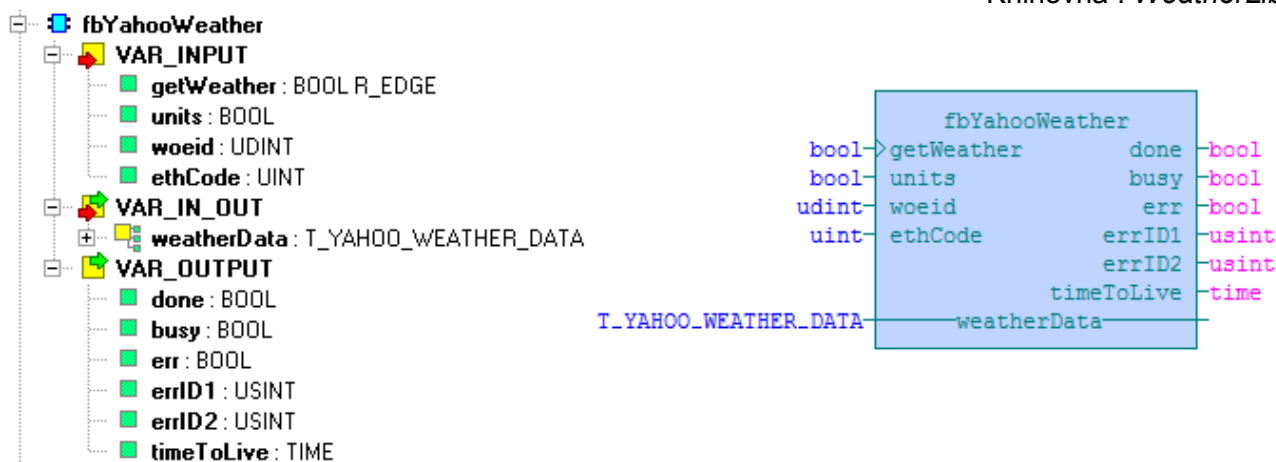 fbYahooWeather
VAR_INPUT
getWeather : BOOL R_EDGE
units : BOOL
woeid : UDINT
ethCode : UINT
VAR_IN_OUT
weatherData : T_YAHOO_WEATHER_DATA
VAR_OUTPUT
done : BOOL
busy : BOOL
err : BOOL
errID1 : USINT
errID2 : USINT
timeToLive : TIME
fbYahooWeather
bool getWeather done bool
bool units busy bool
udint woeid err bool
uint ethCode errID1 usint
errID2 usint
timeToLive time
T_YAHOO_WEATHER_DATA weatherData